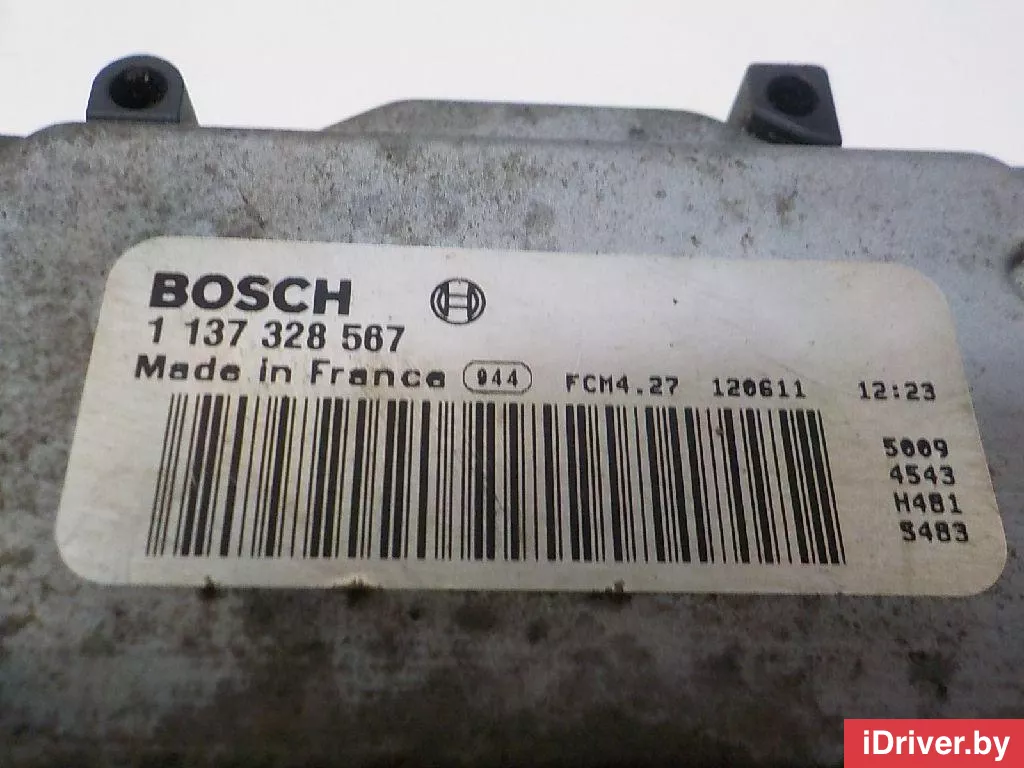 BOSCH
1 137 328 567
Made in France 944 FCM4.27 120611 12:23
5009
4543
H481
S483
iDriver.by